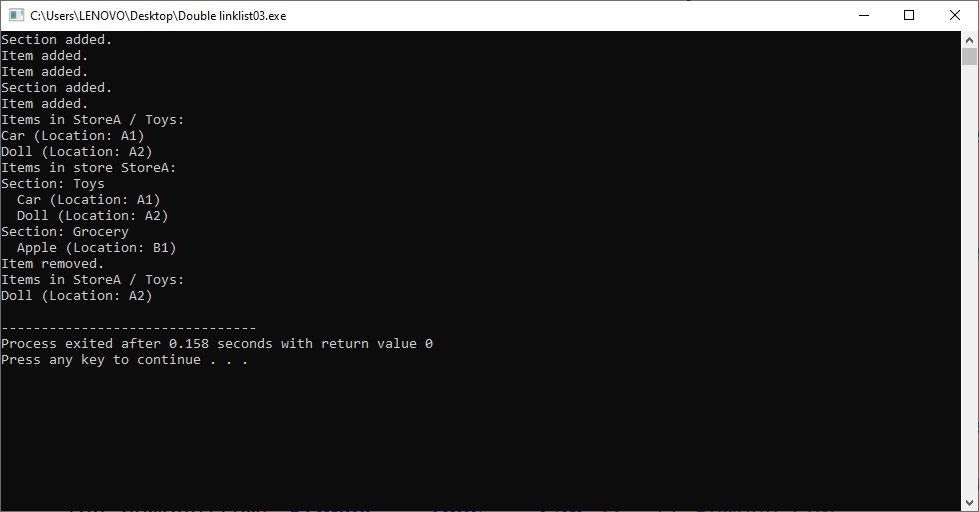 C:\Users\LENOVO\Desktop\Double linklist03.exe
Section added.
Item added.
Item added.
Section added.
Item added.
Items in StoreA / Toys:
Car (Location: A1)
Doll (Location: A2)
Items in store StoreA:
Section: Toys
  Car (Location: A1)
  Doll (Location: A2)
Section: Grocery
  Apple (Location: B1)
Item removed.
Items in StoreA / Toys:
Doll (Location: A2)

--------------------------------
Process exited after 0.158 seconds with return value 0
Press any key to continue . . .